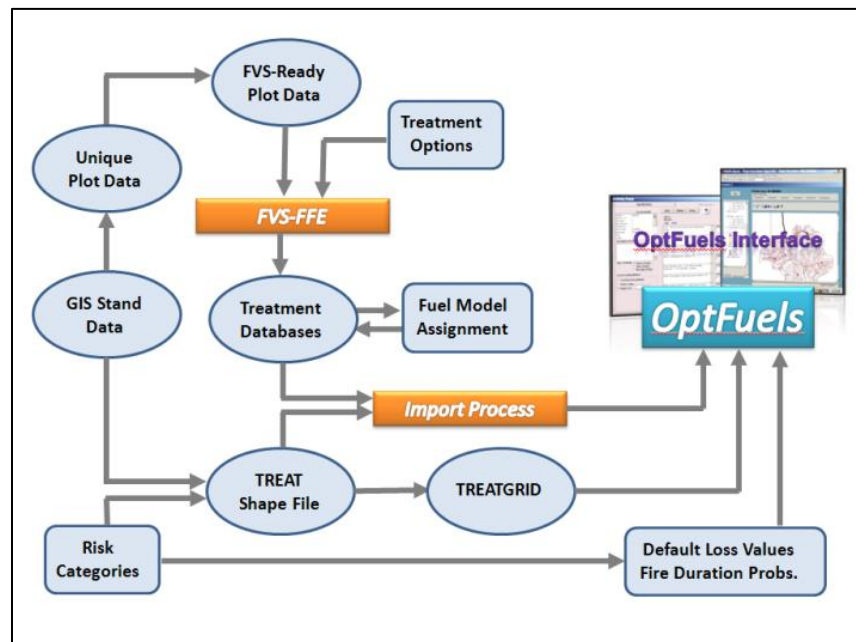 FVS-Ready
Plot Data
Treatment
Options
Unique
Plot Data
FVS-FFE
OptFuels Interface
GIS Stand
Data
Treatment
Databases
Fuel Model
Assignment
OptFuels
Import Process
TREAT
Shape File
TREATGRID
Risk
Categories
Default Loss Values
Fire Duration Probs.